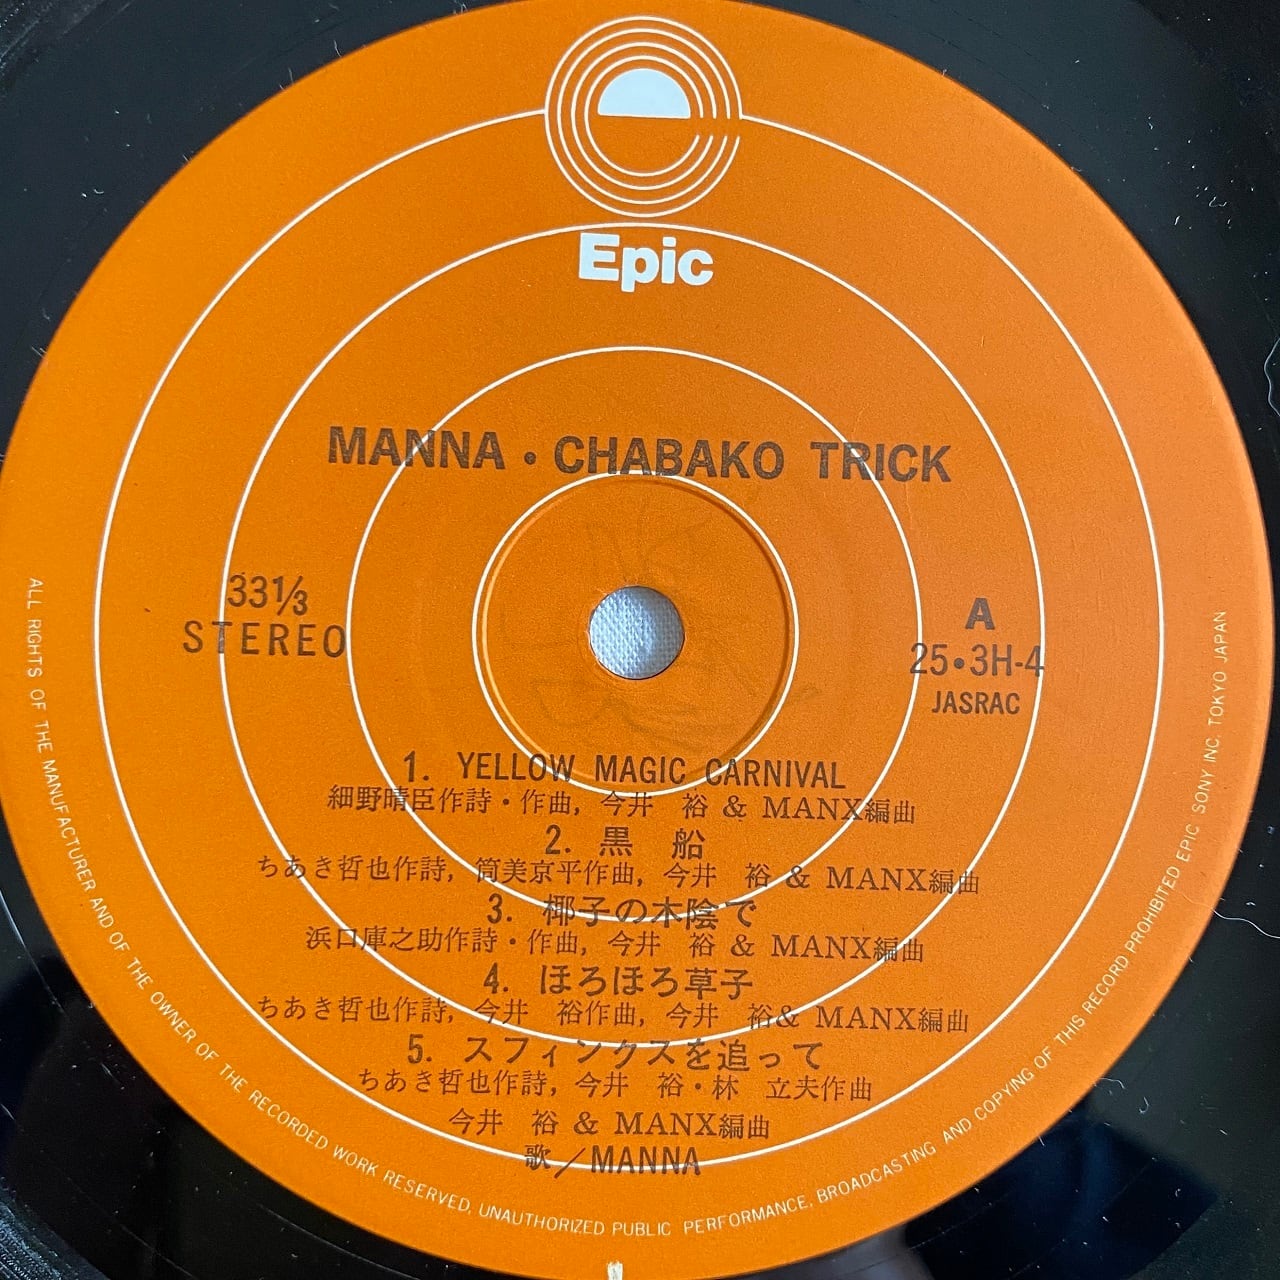 Epic
MANNA・CHABAKO TRICK
33⅓
STEREO
A
25・3H-4
JASRAC
1. YELLOW MAGIC CARNIVAL
細野晴臣作詩・作曲, 今井 裕 & MANX編曲
2. 黒 船
ちあき哲也作詩, 筒美京平作曲, 今井 裕 & MANX編曲
3. 椰子の木陰で
浜口庫之助作詩・作曲, 今井 裕 & MANX編曲
4. ほろほろ草子
ちあき哲也作詩, 今井 裕作曲, 今井 裕& MANX編曲
5. スフィンクスを追って
ちあき哲也作詩, 今井 裕・林 立夫作曲
今井 裕 & MANX編曲
歌/MANNA
ALL RIGHTS OF THE MANUFACTURER AND OF THE OWNER OF THE RECORDED WORK RESERVED, UNAUTHORIZED PUBLIC PERFORMANCE, BROADCASTING AND COPYING OF THIS RECORD PROHIBITED EPIC SONY INC. TOKYO JAPAN